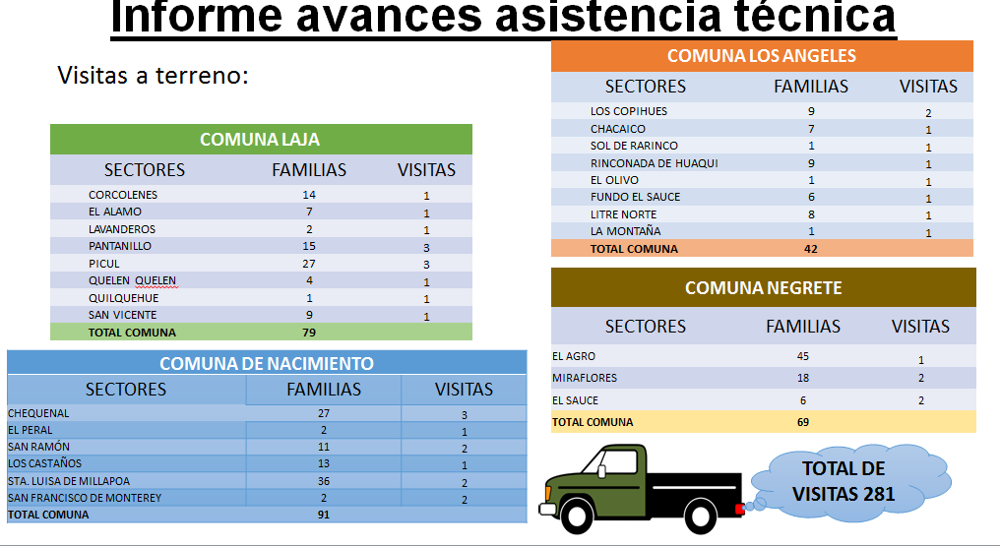 Informe avances asistencia técnica
Visitas a terreno:
COMUNA LAJA
SECTORES FAMILIAS VISITAS
CORCOLENES 14 1
EL ALAMO 7 1
LAVANDEROS 2 1
PANTANILLO 15 3
PICUL 27 3
QUELEN QUELEN 4 1
QUILQUEHUE 1 1
SAN VICENTE 9 1
TOTAL COMUNA 79
COMUNA DE NACIMIENTO
SECTORES FAMILIAS VISITAS
CHEQUENAL 27 3
EL PERAL 2 1
SAN RAMÓN 11 2
LOS CASTAÑOS 13 1
STA. LUISA DE MILLAPOA 36 2
SAN FRANCISCO DE MONTEREY 2 2
TOTAL COMUNA 91
COMUNA LOS ANGELES
SECTORES FAMILIAS VISITAS
LOS COPIHUES 9 2
CHACAICO 7 1
SOL DE RARINCO 1 1
RINCONADA DE HUAQUI 9 1
EL OLIVO 1 1
FUNDO EL SAUCE 6 1
LITRE NORTE 8 1
LA MONTAÑA 1 1
TOTAL COMUNA 42
COMUNA NEGRETE
SECTORES FAMILIAS VISITAS
EL AGRO 45 1
MIRAFLORES 18 2
EL SAUCE 6 2
TOTAL COMUNA 69
TOTAL DE
VISITAS 281